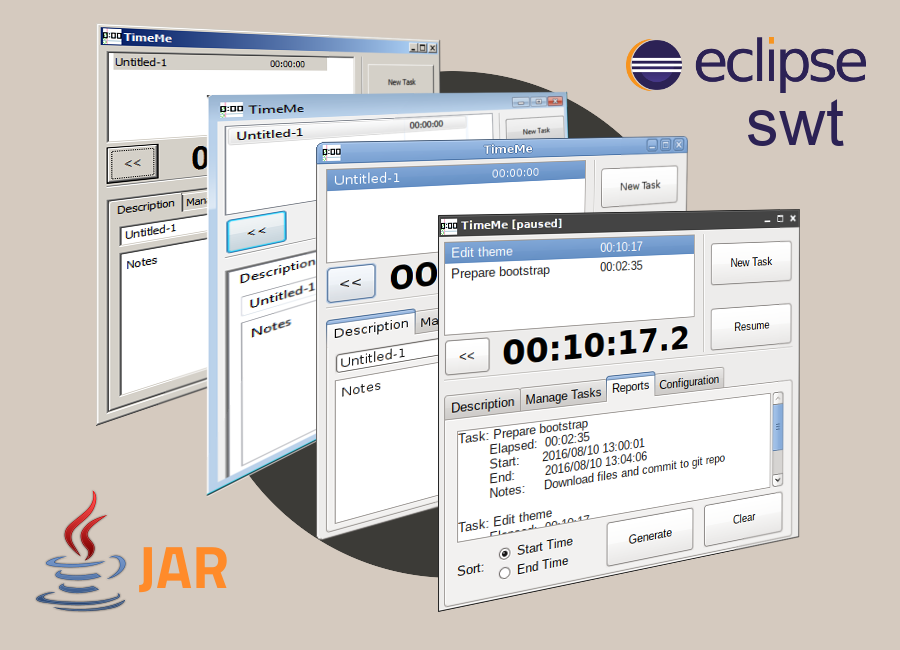 0:00 TimeMe
Untitled-1 00:00:00
New Task
<< 0
Description Man
Untitled-1
Notes
0:00 TimeMe
Untitled-1 00:00:00
New Task
<<
Description
Untitled-1
Notes
0:00 TimeMe
Untitled-1 00:00:00
New Task
<< 00
Description Ma
Untitled-1
Notes
0:00 TimeMe [paused]
Edit theme 00:10:17
Prepare bootstrap 00:02:35
New Task
Resume
<< 00:10:17.2
Description Manage Tasks Reports Configuration
Task: Prepare bootstrap
Elapsed: 00:02:35
Start: 2016/08/10 13:00:01
End: 2016/08/10 13:04:06
Notes: Download files and commit to git repo
Task: Edit theme
Elapsed: 00:10:17
Sort:
Start Time
End Time
Generate
Clear
eclipse
swt
JAR